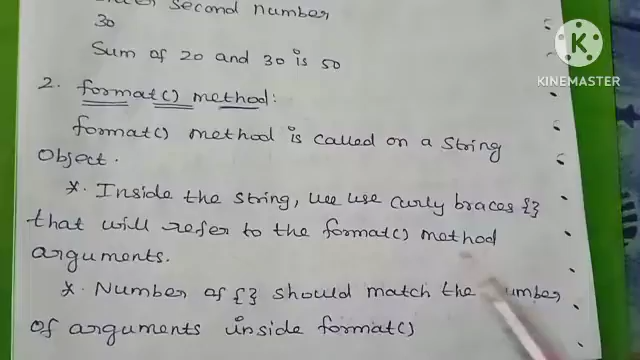 second number
30
Sum of 20 and 30 is 50
2. format() method:
format() method is called on a string
object.
*. Inside the string, we use curly braces {}
that will refer to the format() method
arguments.
*. Number of {} should match the number
of arguments inside format()
KINEMASTER